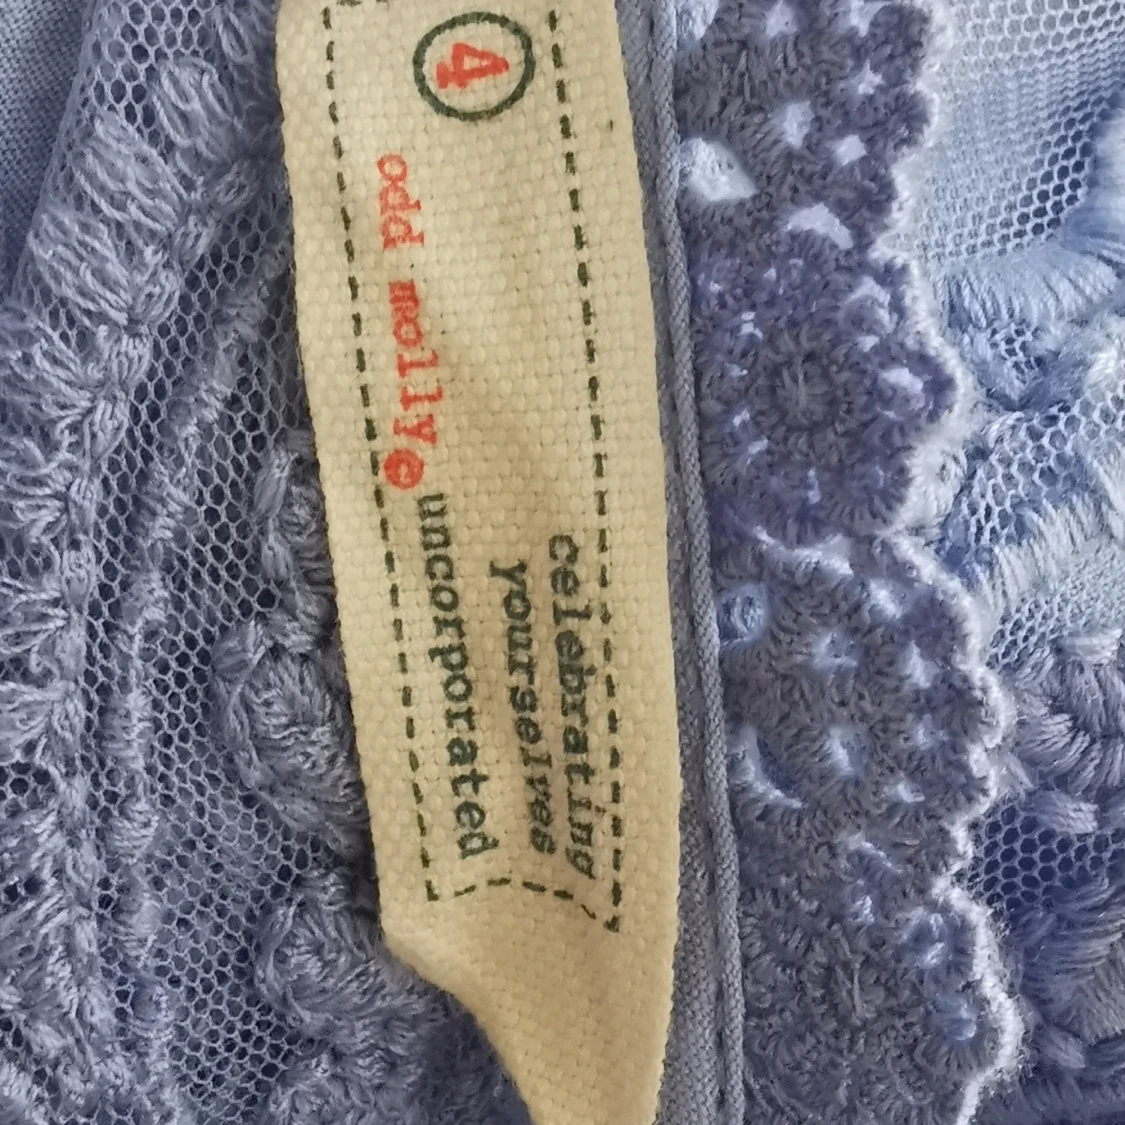 4
odd molly©
uncorporated
celebrating
yourselves